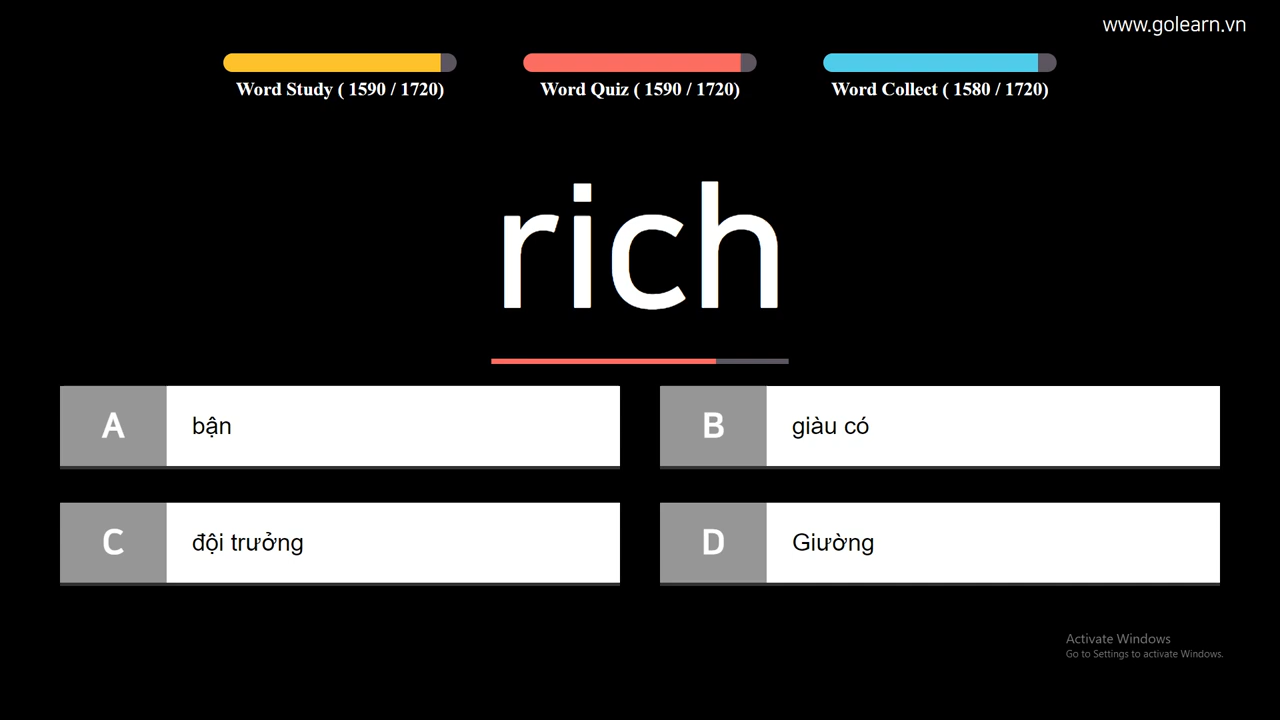 www.golearn.vn
Word Study ( 1590 / 1720)
Word Quiz ( 1590 / 1720)
Word Collect ( 1580 / 1720)
rich
A bận
B giàu có
C đội trưởng
D Giường
Activate Windows
Go to Settings to activate Windows.